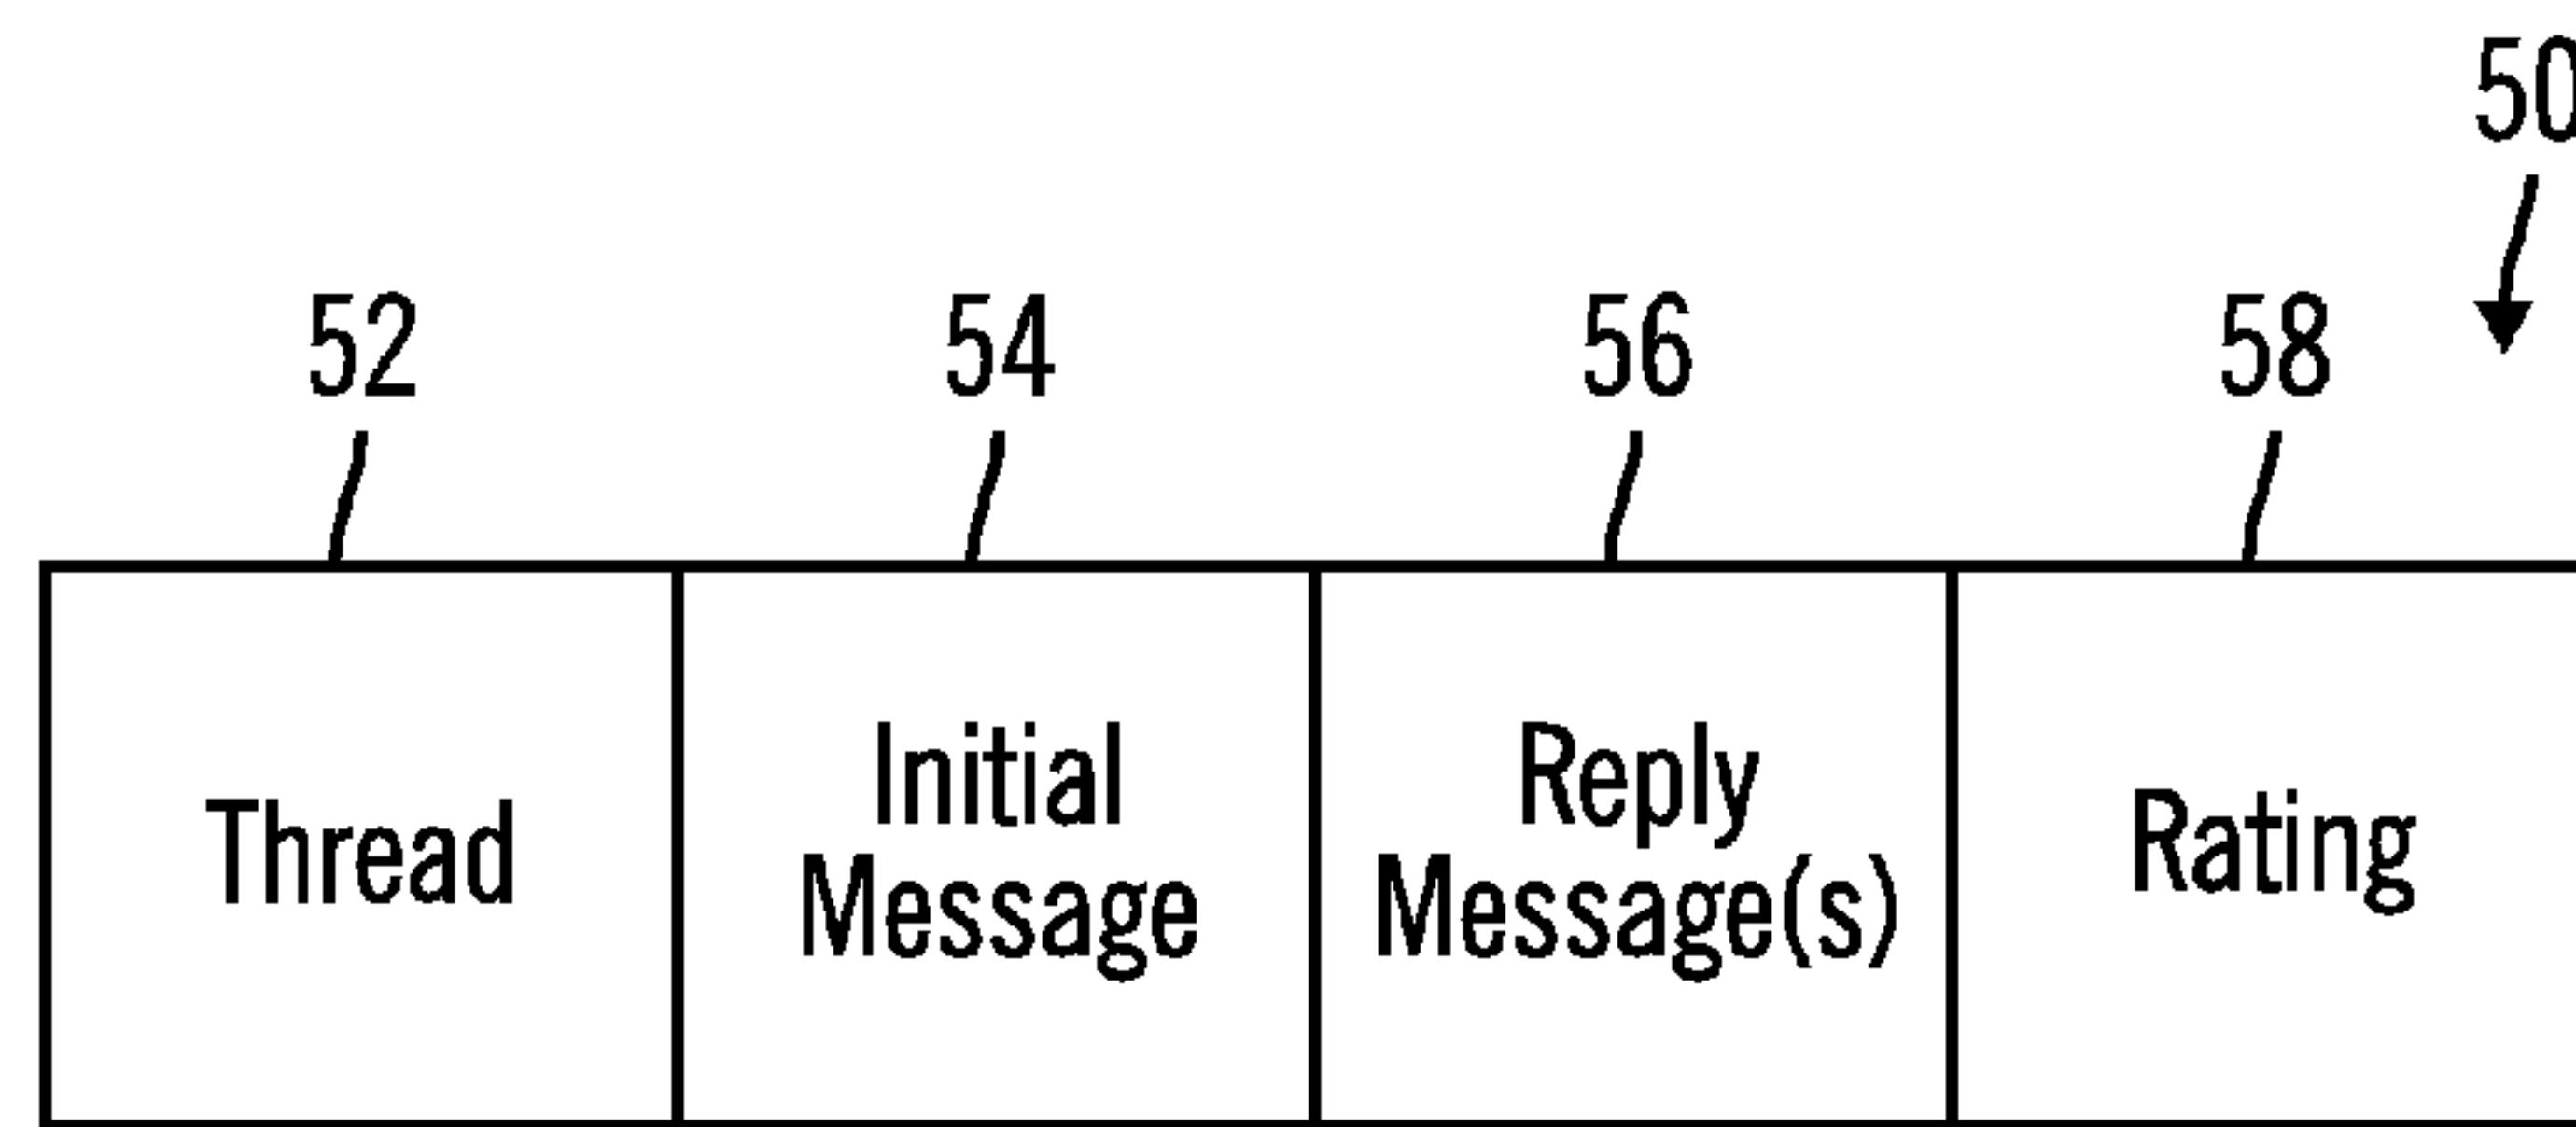 50
52 54 56 58
Thread
Initial
Message
Reply
Message(s)
Rating